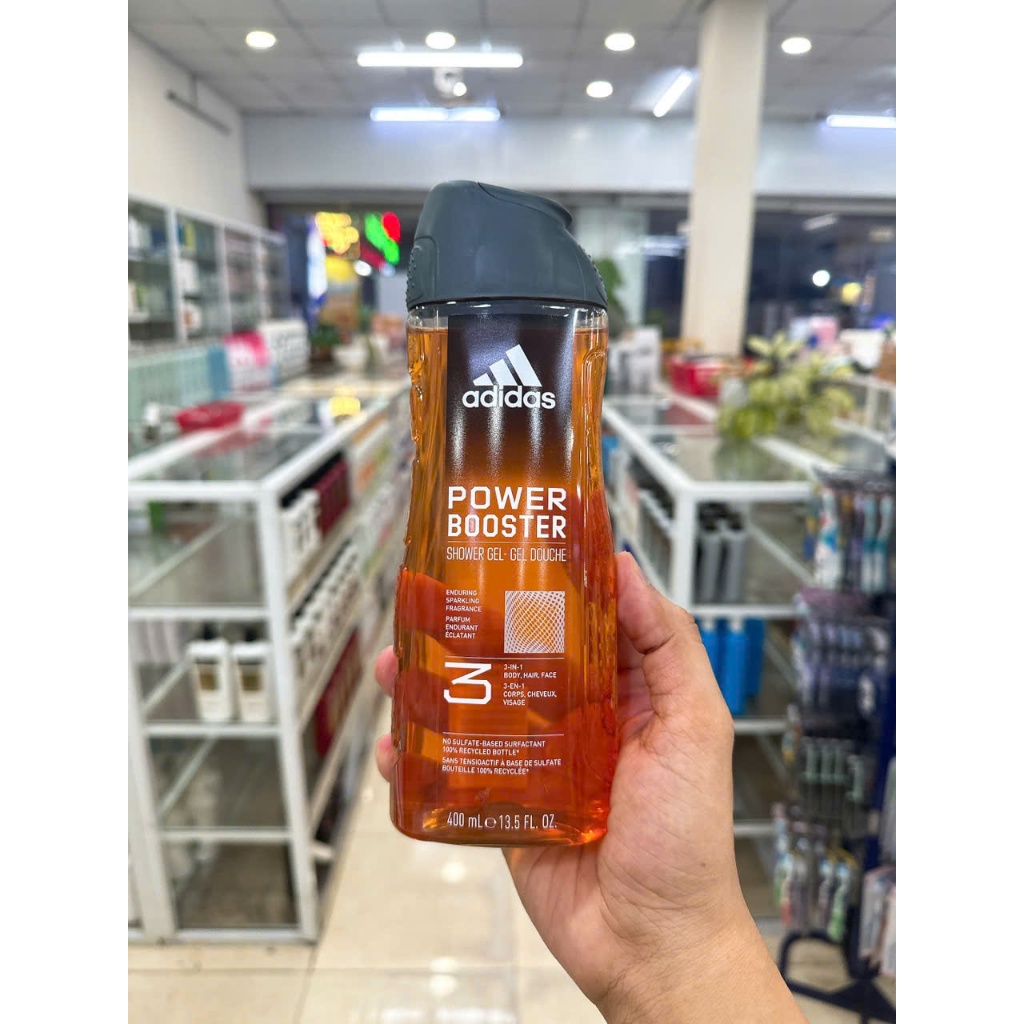 adidas
POWER
BOOSTER
SHOWER GEL- GEL DOUCHE
ENDURING
SPARKLING
FRAGRANCE
PARFUM
ENDURANT
ÉCLATANT
3
3-IN-1
BODY, HAIR, FACE
3-EN-1
CORPS, CHEVEUX,
VISAGE
NO SULFATE-BASED SURFACTANT
100% RECYCLED BOTTLE*
SANS TENSIOACTIF À BASE DE SULFATE
BOUTEILLE 100% RECYCLÉE*
400 mL ℮ 13.5 FL. OZ.